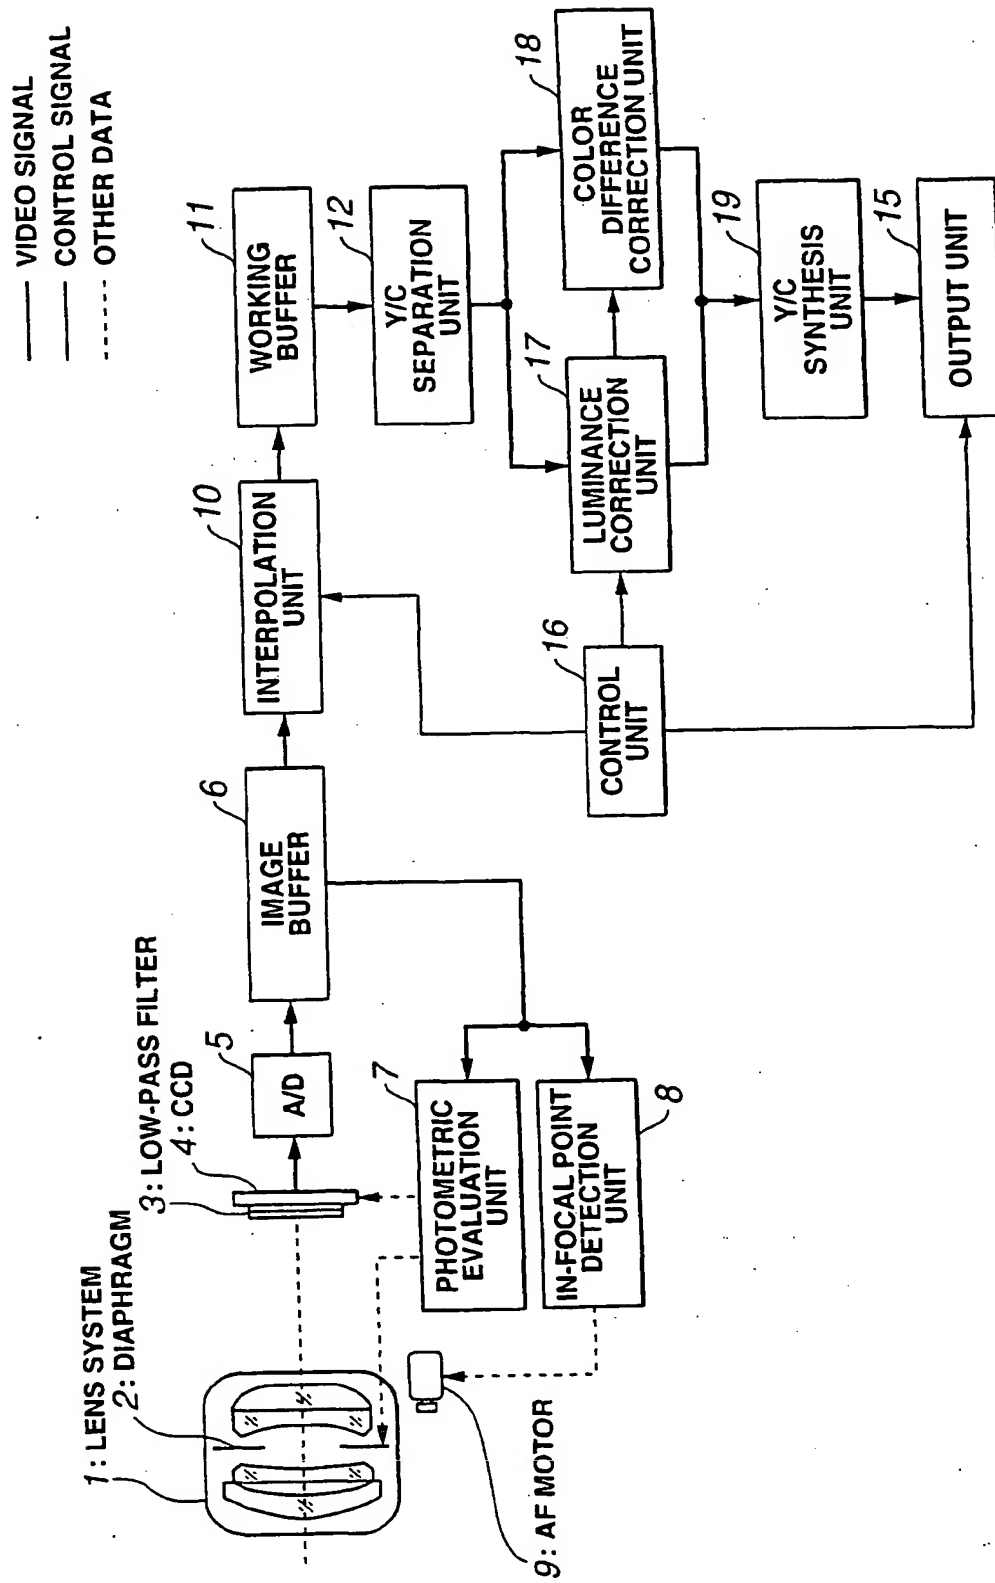 VIDEO SIGNAL
CONTROL SIGNAL
OTHER DATA
1: LENS SYSTEM
2: DIAPHRAGM
3: LOW-PASS FILTER
4: CCD
5
A/D
6
IMAGE
BUFFER
10
INTERPOLATION
UNIT
11
WORKING
BUFFER
12
Y/C
SEPARATION
UNIT
7
PHOTOMETRIC
EVALUATION
UNIT
8
IN-FOCAL POINT
DETECTION
UNIT
9: AF MOTOR
16
CONTROL
UNIT
17
LUMINANCE
CORRECTION
UNIT
18
COLOR
DIFFERENCE
CORRECTION UNIT
19
Y/C
SYNTHESIS
UNIT
15
OUTPUT UNIT